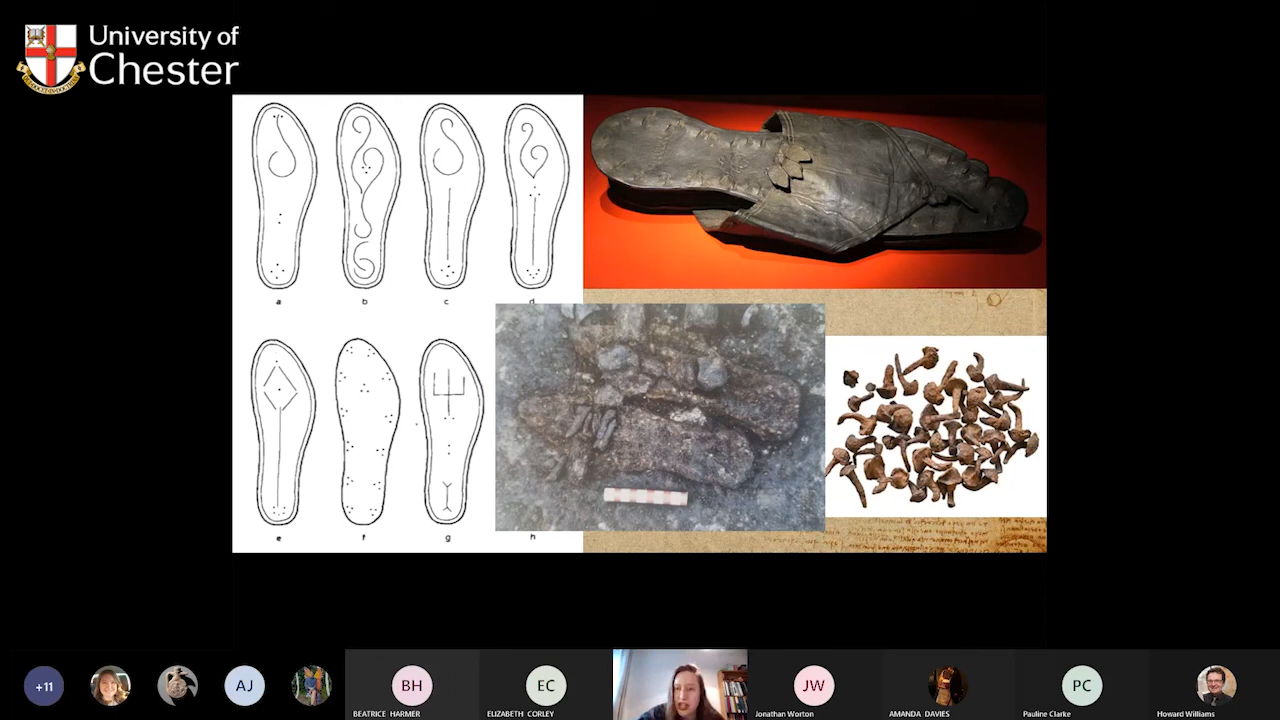 University of
Chester
a
b
c
d
e
f
g
h
+11
AJ
BH
EC
JW
PC
BEATRICE HARMER
ELIZABETH CORLEY
Jonathan Worton
AMANDA DAVIES
Pauline Clarke
Howard Williams